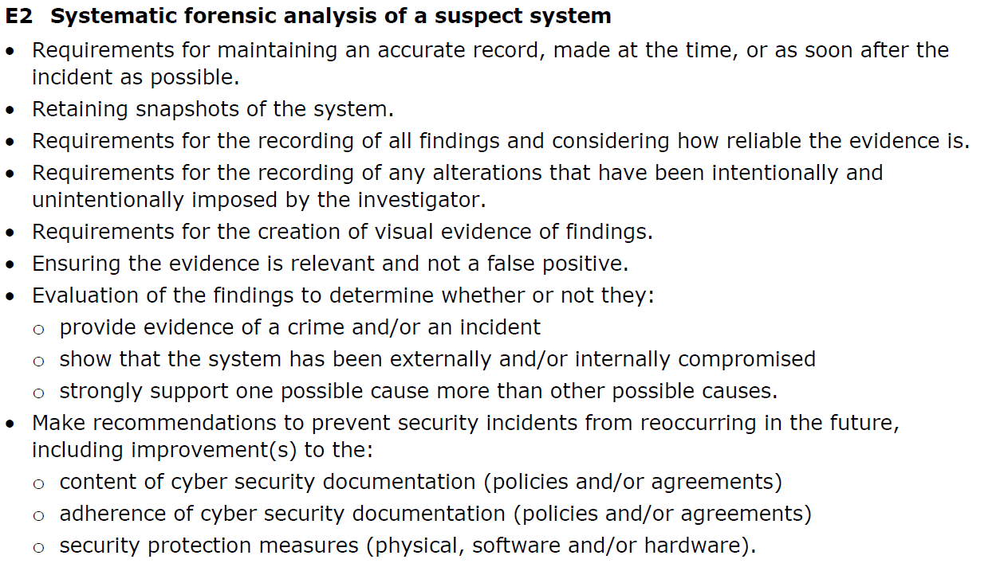 E2 Systematic forensic analysis of a suspect system
• Requirements for maintaining an accurate record, made at the time, or as soon after the
incident as possible.
• Retaining snapshots of the system.
• Requirements for the recording of all findings and considering how reliable the evidence is.
• Requirements for the recording of any alterations that have been intentionally and
unintentionally imposed by the investigator.
• Requirements for the creation of visual evidence of findings.
• Ensuring the evidence is relevant and not a false positive.
• Evaluation of the findings to determine whether or not they:
o provide evidence of a crime and/or an incident
o show that the system has been externally and/or internally compromised
o strongly support one possible cause more than other possible causes.
• Make recommendations to prevent security incidents from reoccurring in the future,
including improvement(s) to the:
o content of cyber security documentation (policies and/or agreements)
o adherence of cyber security documentation (policies and/or agreements)
o security protection measures (physical, software and/or hardware).